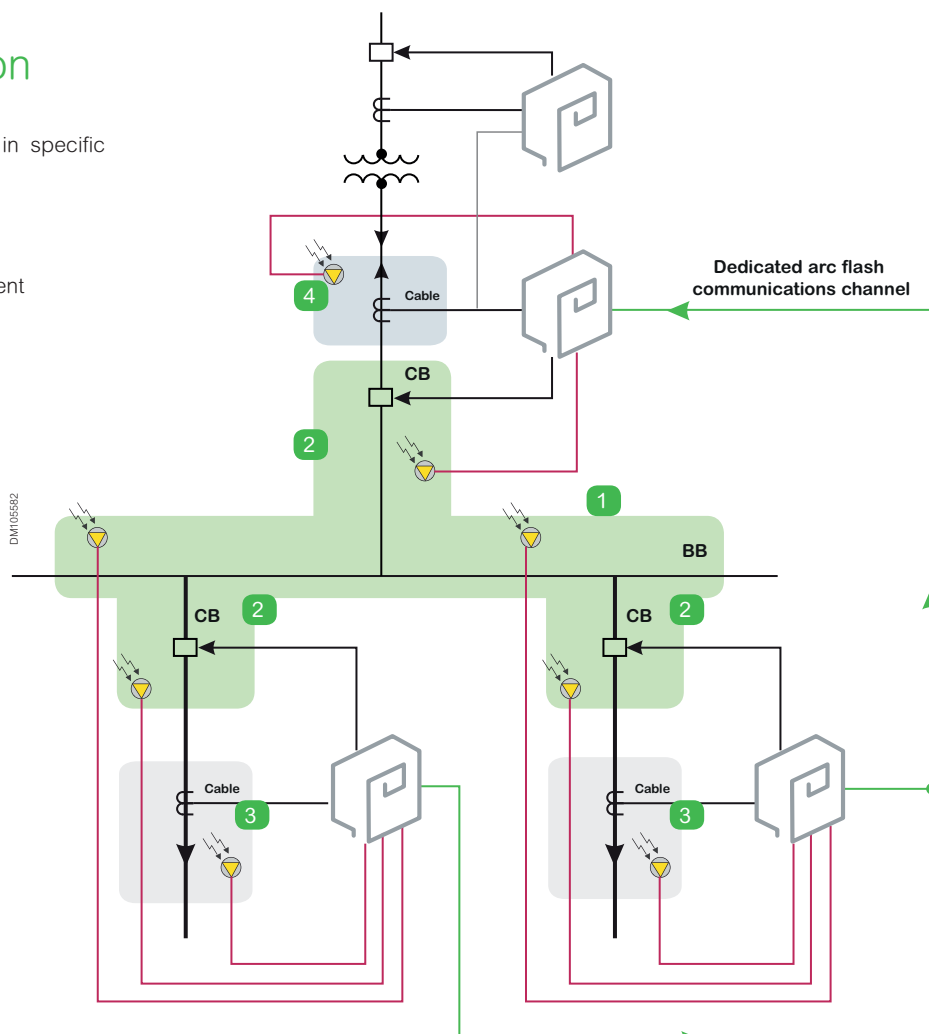 on
in specific
ent
Dedicated arc flash
communications channel
4
Cable
CB
2
1
DM105582
BB
CB
2
CB
2
Cable
3
Cable
3